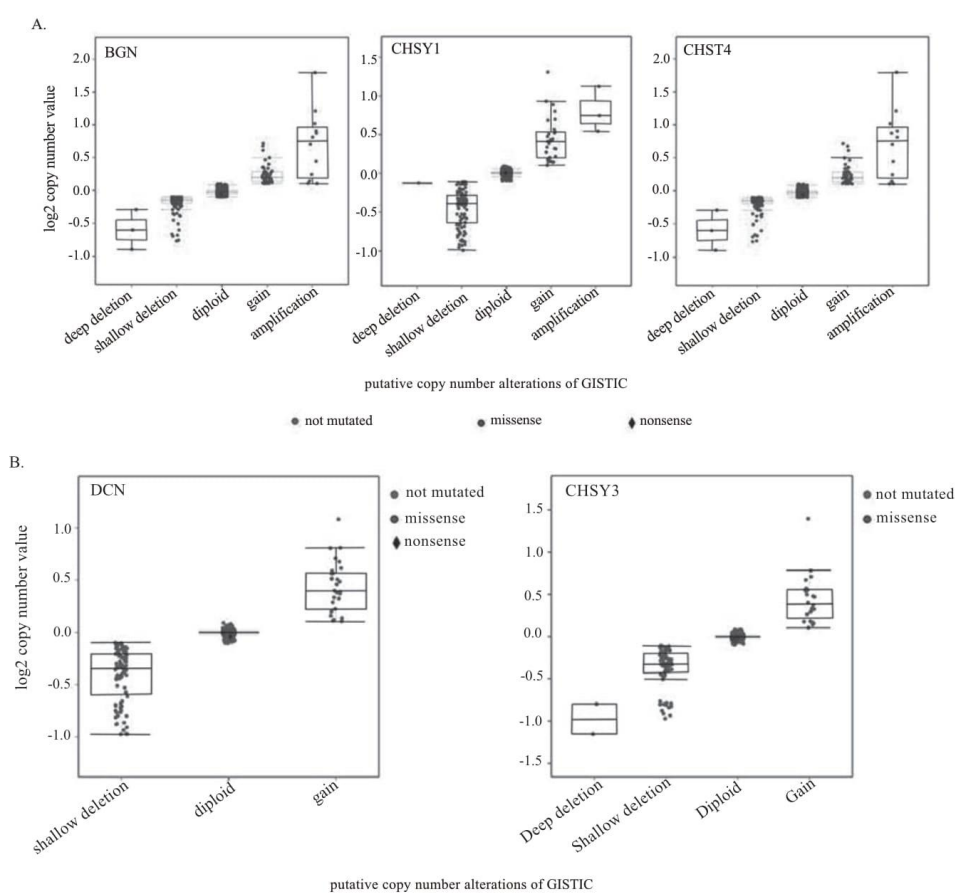 A.
BGN
CHSY1
CHST4
log2 copy number value
2.0
1.5
1.0
0.5
0.0
-0.5
-1.0
1.5
1.0
0.5
0.0
-0.5
-1.0
2.0
1.5
1.0
0.5
0.0
-0.5
-1.0
deep deletion
shallow deletion
diploid
gain
amplification
deep deletion
shallow deletion
diploid
gain
amplification
deep deletion
shallow deletion
diploid
gain
amplification
putative copy number alterations of GISTIC
not mutated
missense
nonsense
B.
DCN
log2 copy number value
1.0
0.5
0.0
-0.5
-1.0
shallow deletion
diploid
gain
not mutated
missense
nonsense
CHSY3
1.5
1.0
0.5
0.0
-0.5
-1.0
-1.5
Deep deletion
Shallow deletion
Diploid
Gain
not mutated
missense
putative copy number alterations of GISTIC